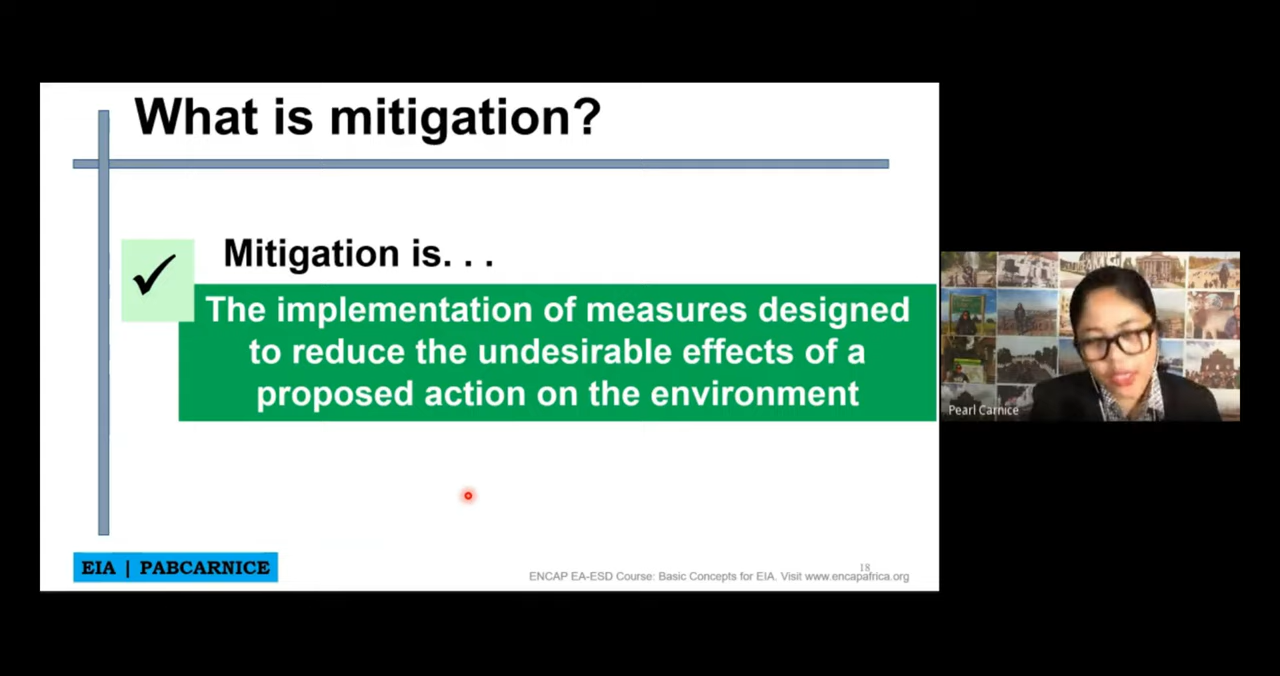 What is mitigation?
Mitigation is. . .
The implementation of measures designed
to reduce the undesirable effects of a
proposed action on the environment
Pearl Carnice
EIA | PABCARNICE
18
ENCAP EA-ESD Course: Basic Concepts for EIA. Visit www.encapafrica.org